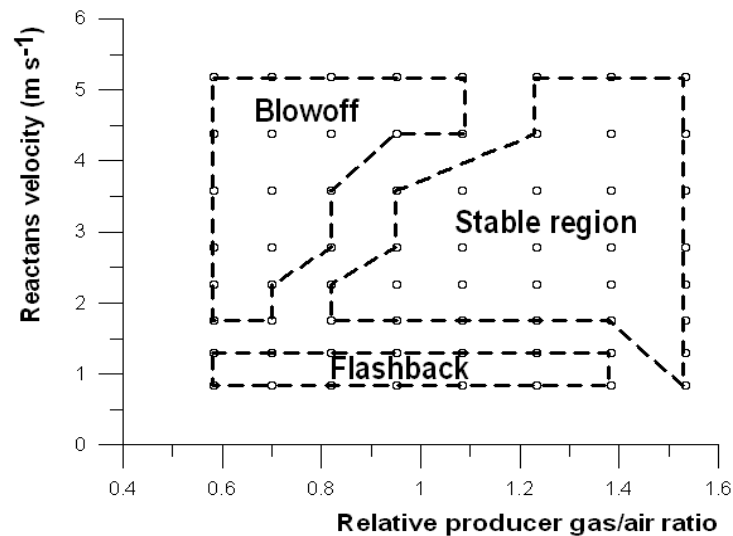 6
5
4
3
2
1
0
Reactans velocity (m s-1)
Blowoff
Stable region
Flashback
0.4 0.6 0.8 1 1.2 1.4 1.6
Relative producer gas/air ratio